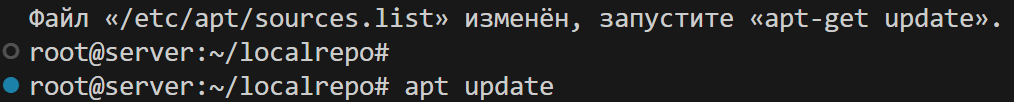 Файл «/etc/apt/sources.list» изменён, запустите «apt-get update».
root@server:~/localrepo#
root@server:~/localrepo# apt update